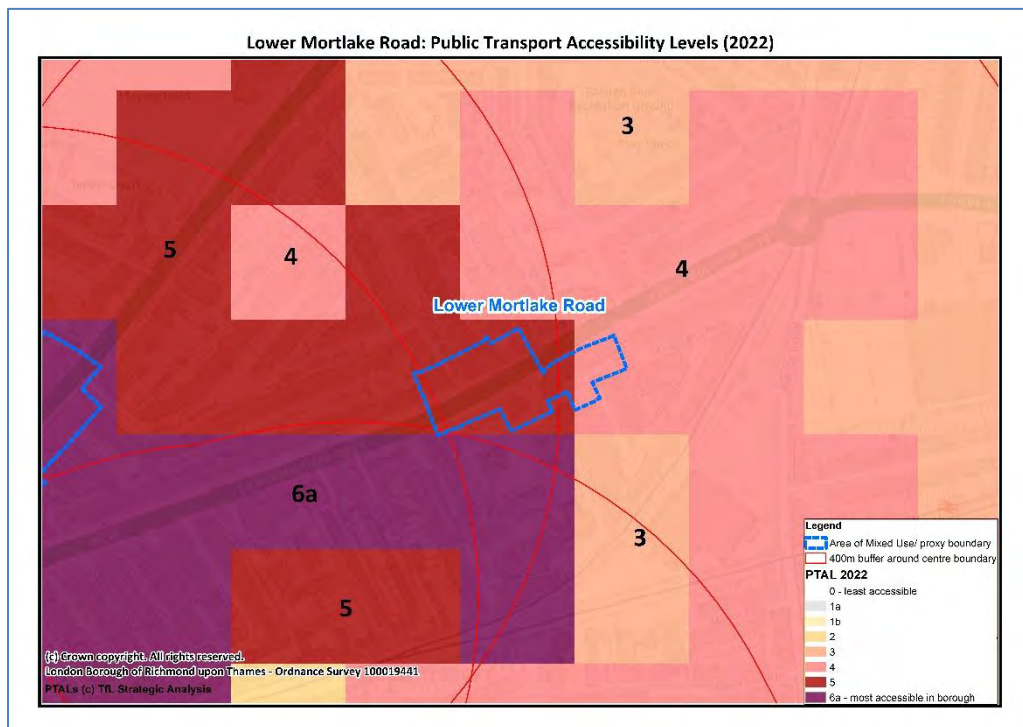 Lower Mortlake Road: Public Transport Accessibility Levels (2022)
3
5
4
4
Lower Mortlake Road
6a
3
5
Legend
Area of Mixed Use/ proxy boundary
400m buffer around centre boundary
PTAL 2022
0 - least accessible
1a
1b
2
3
4
5
6a - most accessible in borough
(c) Crown copyright. All rights reserved.
London Borough of Richmond upon Thames - Ordnance Survey 100019441
PTALs (c) TfL Strategic Analysis